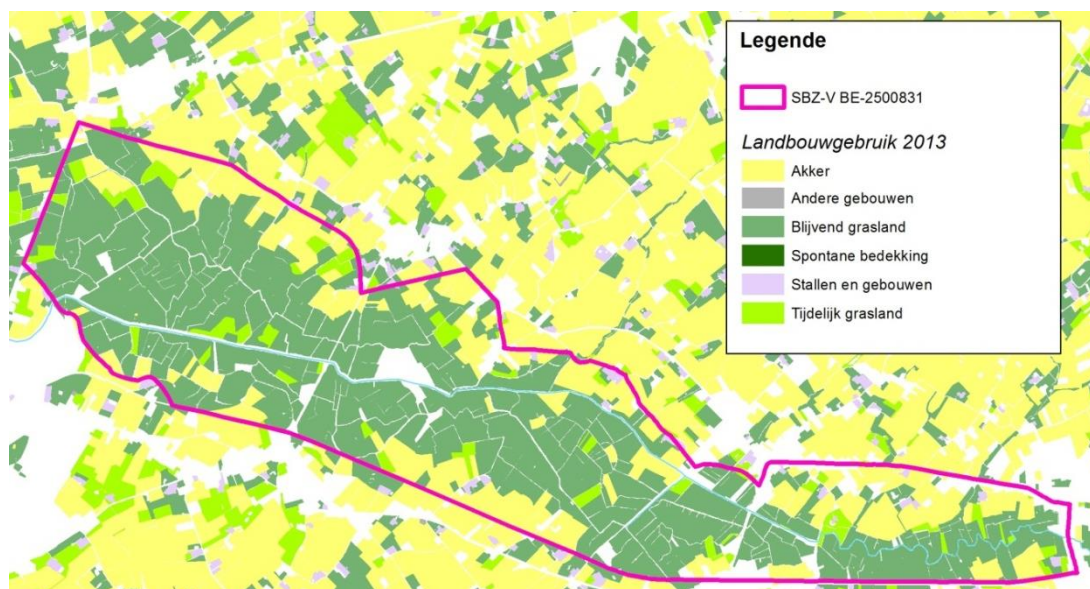 Legende
SBZ-V BE-2500831
Landbouwgebruik 2013
Akker
Andere gebouwen
Blijvend grasland
Spontane bedekking
Stallen en gebouwen
Tijdelijk grasland